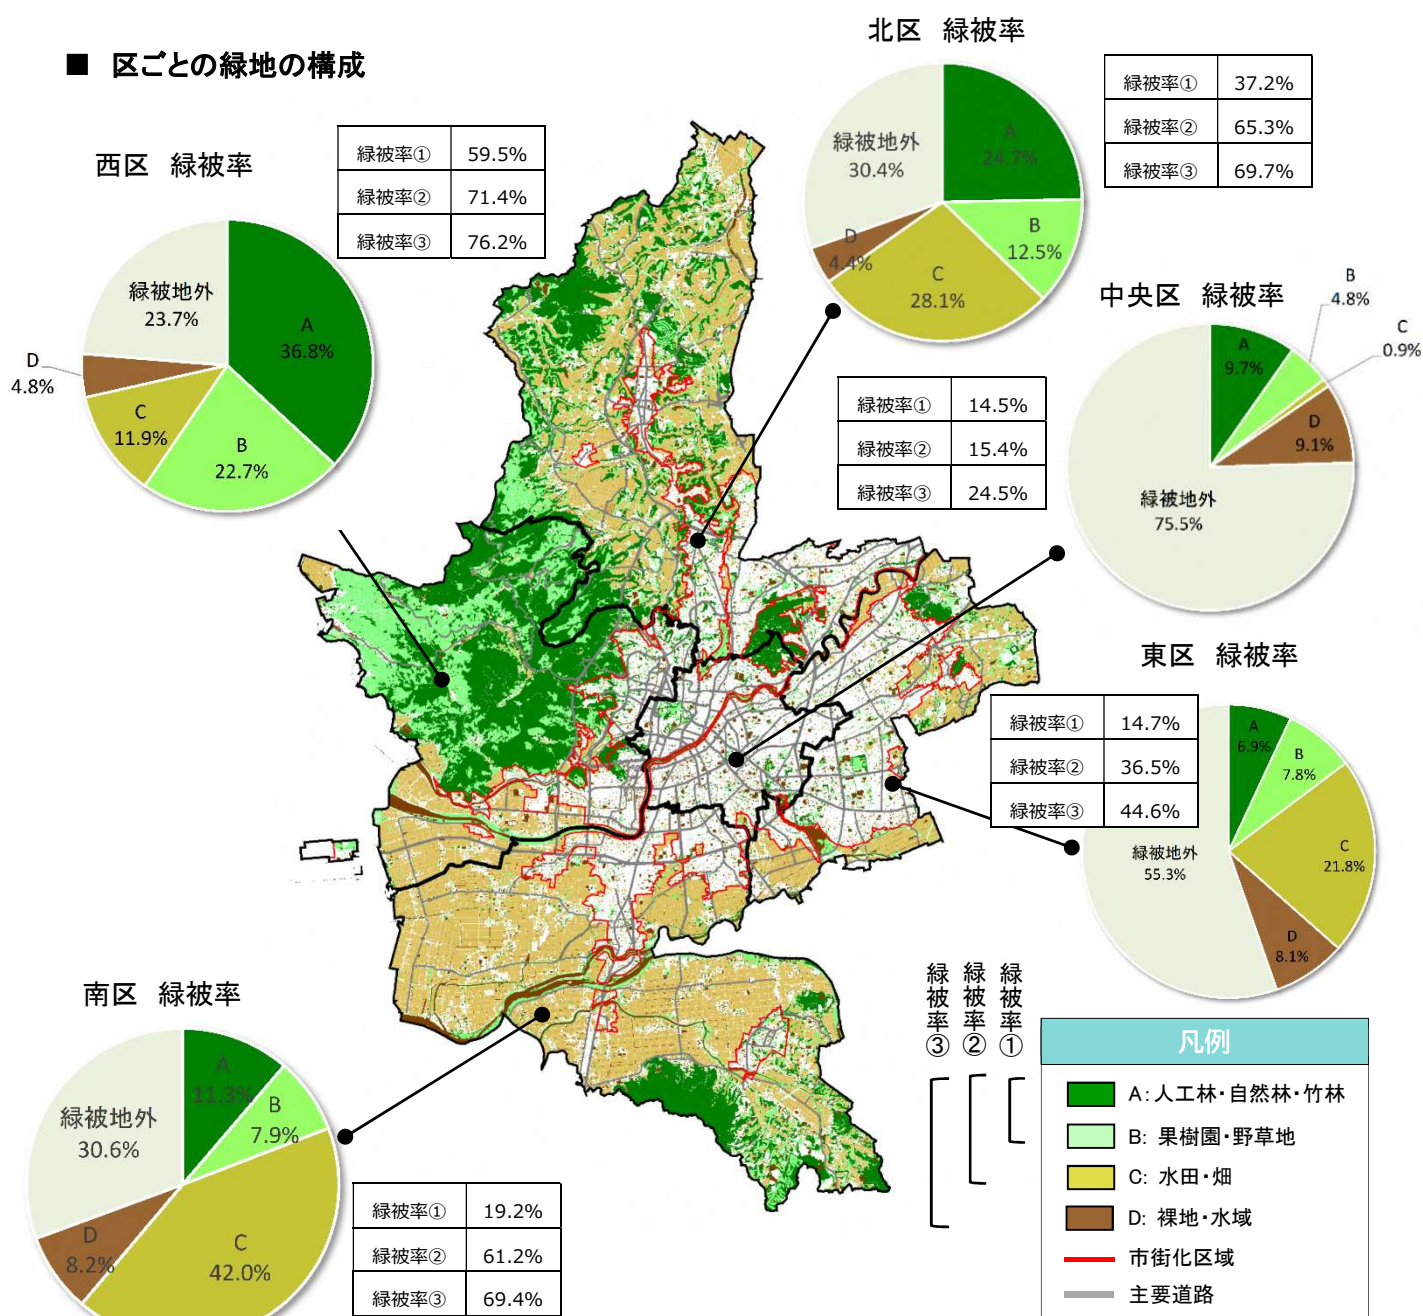 ■ 区ごとの緑地の構成
北区 緑被率
緑被率① 37.2%
緑被率② 65.3%
緑被率③ 69.7%
緑被地外
30.4%
A
24.7%
B
12.5%
C
28.1%
D
4.4%
西区 緑被率
緑被率① 59.5%
緑被率② 71.4%
緑被率③ 76.2%
緑被地外
23.7%
A
36.8%
B
22.7%
C
11.9%
D
4.8%
中央区 緑被率
緑被率① 14.5%
緑被率② 15.4%
緑被率③ 24.5%
A
9.7%
B
4.8%
C
0.9%
D
9.1%
緑被地外
75.5%
東区 緑被率
緑被率① 14.7%
緑被率② 36.5%
緑被率③ 44.6%
A
6.9%
B
7.8%
C
21.8%
D
8.1%
緑被地外
55.3%
南区 緑被率
緑被地外
30.6%
A
11.3%
B
7.9%
C
42.0%
D
8.2%
緑被率① 19.2%
緑被率② 61.2%
緑被率③ 69.4%
緑被率③
緑被率②
緑被率①
凡例
A:人工林・自然林・竹林
B: 果樹園・野草地
C: 水田・畑
D: 裸地・水域
市街化区域
主要道路